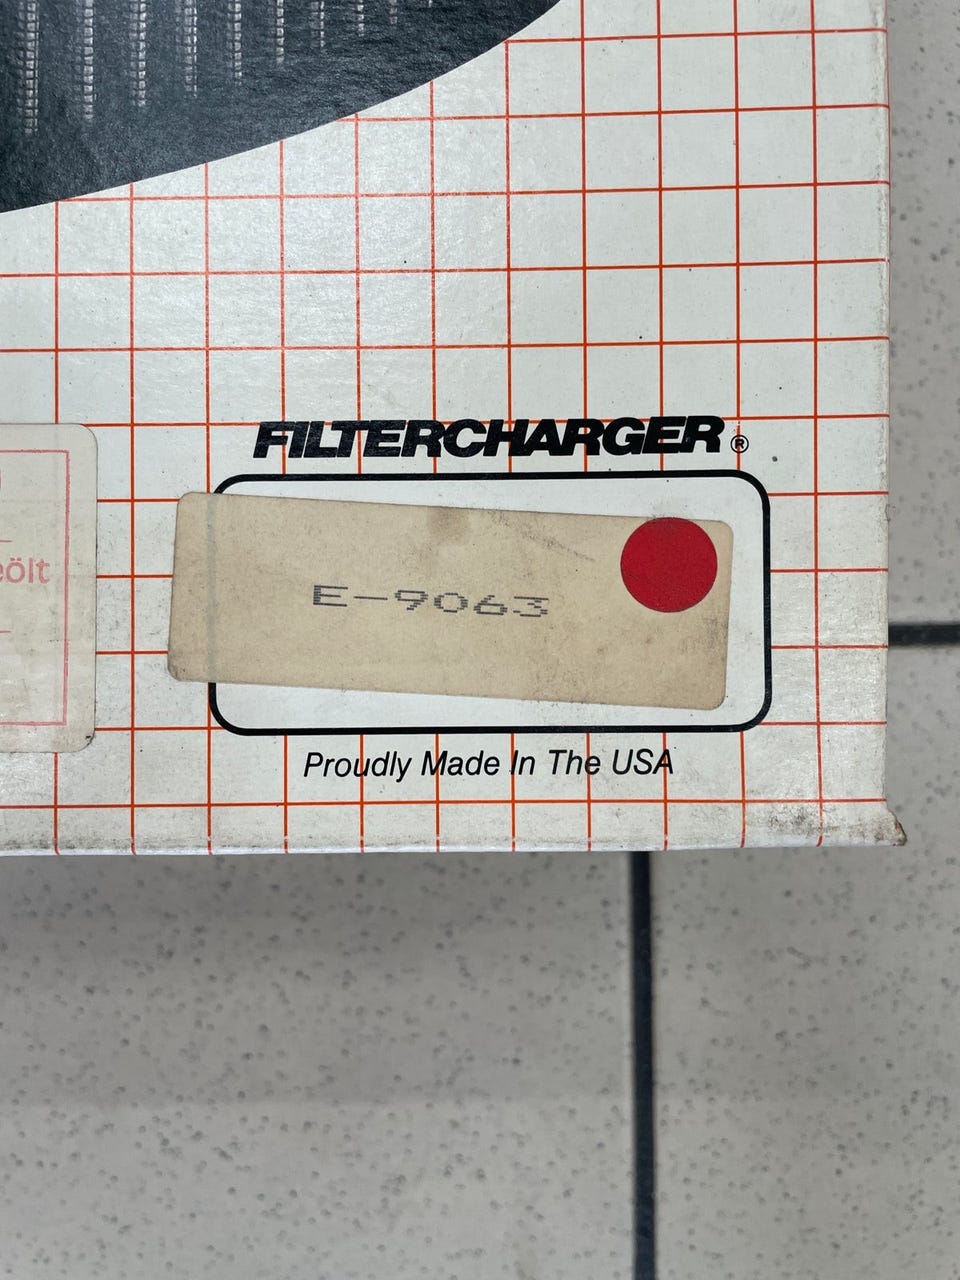 FILTERCHARGER®
eölt
E-9063
Proudly Made In The USA